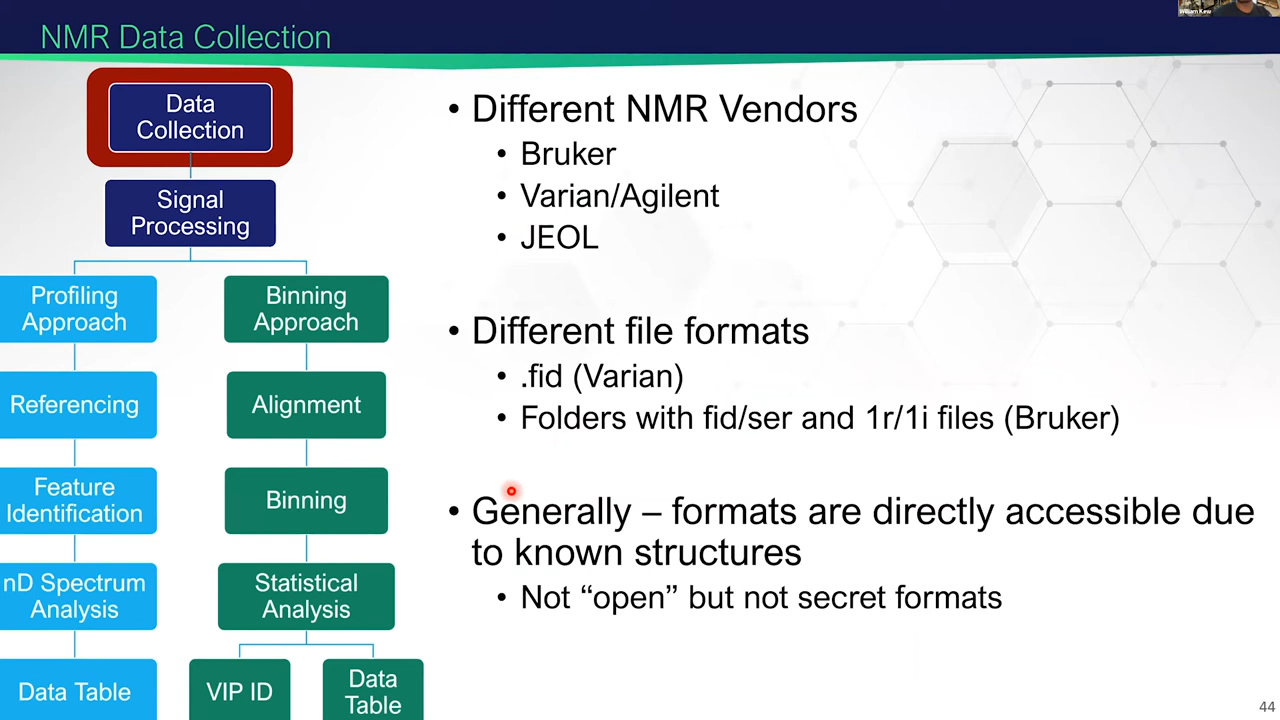 William Kew
NMR Data Collection
Data
Collection
Signal
Processing
Profiling
Approach
Referencing
Feature
Identification
nD Spectrum
Analysis
Data Table
Binning
Approach
Alignment
Binning
Statistical
Analysis
VIP ID
Data
Table
• Different NMR Vendors
• Bruker
• Varian/Agilent
• JEOL
• Different file formats
• .fid (Varian)
• Folders with fid/ser and 1r/1i files (Bruker)
• Generally – formats are directly accessible due
to known structures
• Not “open” but not secret formats
44